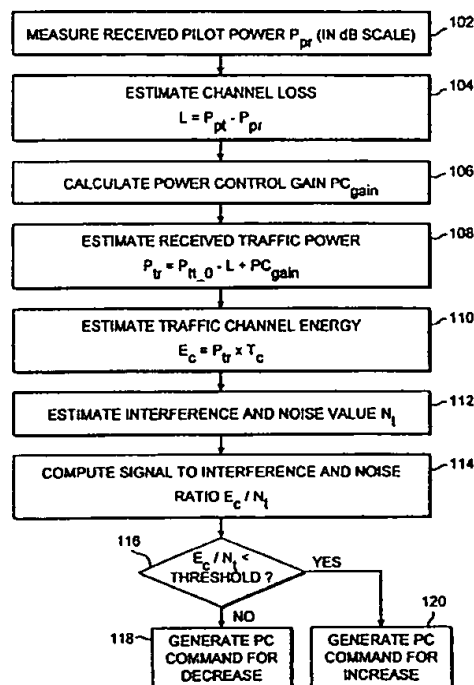 MEASURE RECEIVED PILOT POWER Ppr (IN dB SCALE)
102
ESTIMATE CHANNEL LOSS
L = Ppt - Ppr
104
CALCULATE POWER CONTROL GAIN PCgain
106
ESTIMATE RECEIVED TRAFFIC POWER
Ptr = Ptt_0 - L + PCgain
108
ESTIMATE TRAFFIC CHANNEL ENERGY
Ec = Ptr x Tc
110
ESTIMATE INTERFERENCE AND NOISE VALUE Nt
112
COMPUTE SIGNAL TO INTERFERENCE AND NOISE
RATIO Ec / Nt
114
116
Ec / Nt <
THRESHOLD ?
YES
NO
118
GENERATE PC
COMMAND FOR
DECREASE
120
GENERATE PC
COMMAND FOR
INCREASE